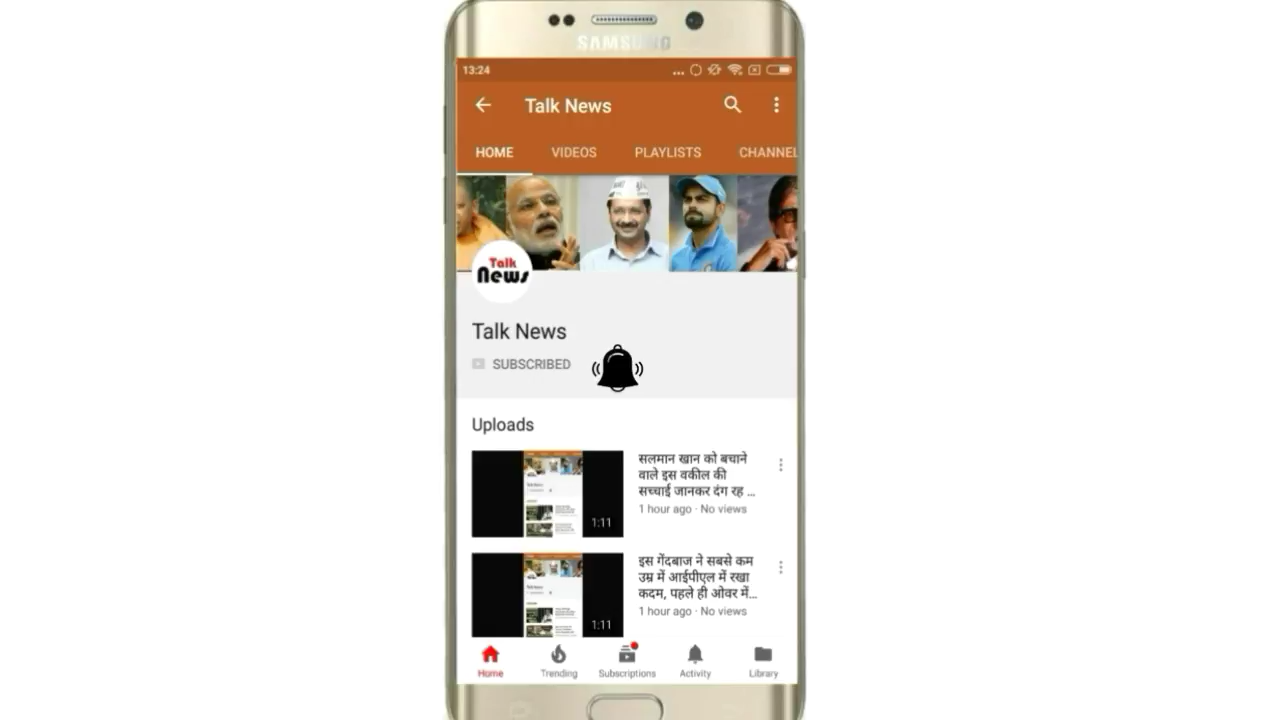 SAMSUNG
13:24
Talk News
HOME VIDEOS PLAYLISTS CHANNEL
Talk
News
Talk News
SUBSCRIBED
Uploads
सलमान खान को बचाने
वाले इस वकील की
सच्चाई जानकर दंग रह ...
1 hour ago · No views
1:11
इस गेंदबाज ने सबसे कम
उम्र में आईपीएल में रखा
कदम, पहले ही ओवर में...
1 hour ago · No views
1:11
Home Trending Subscriptions Activity Library